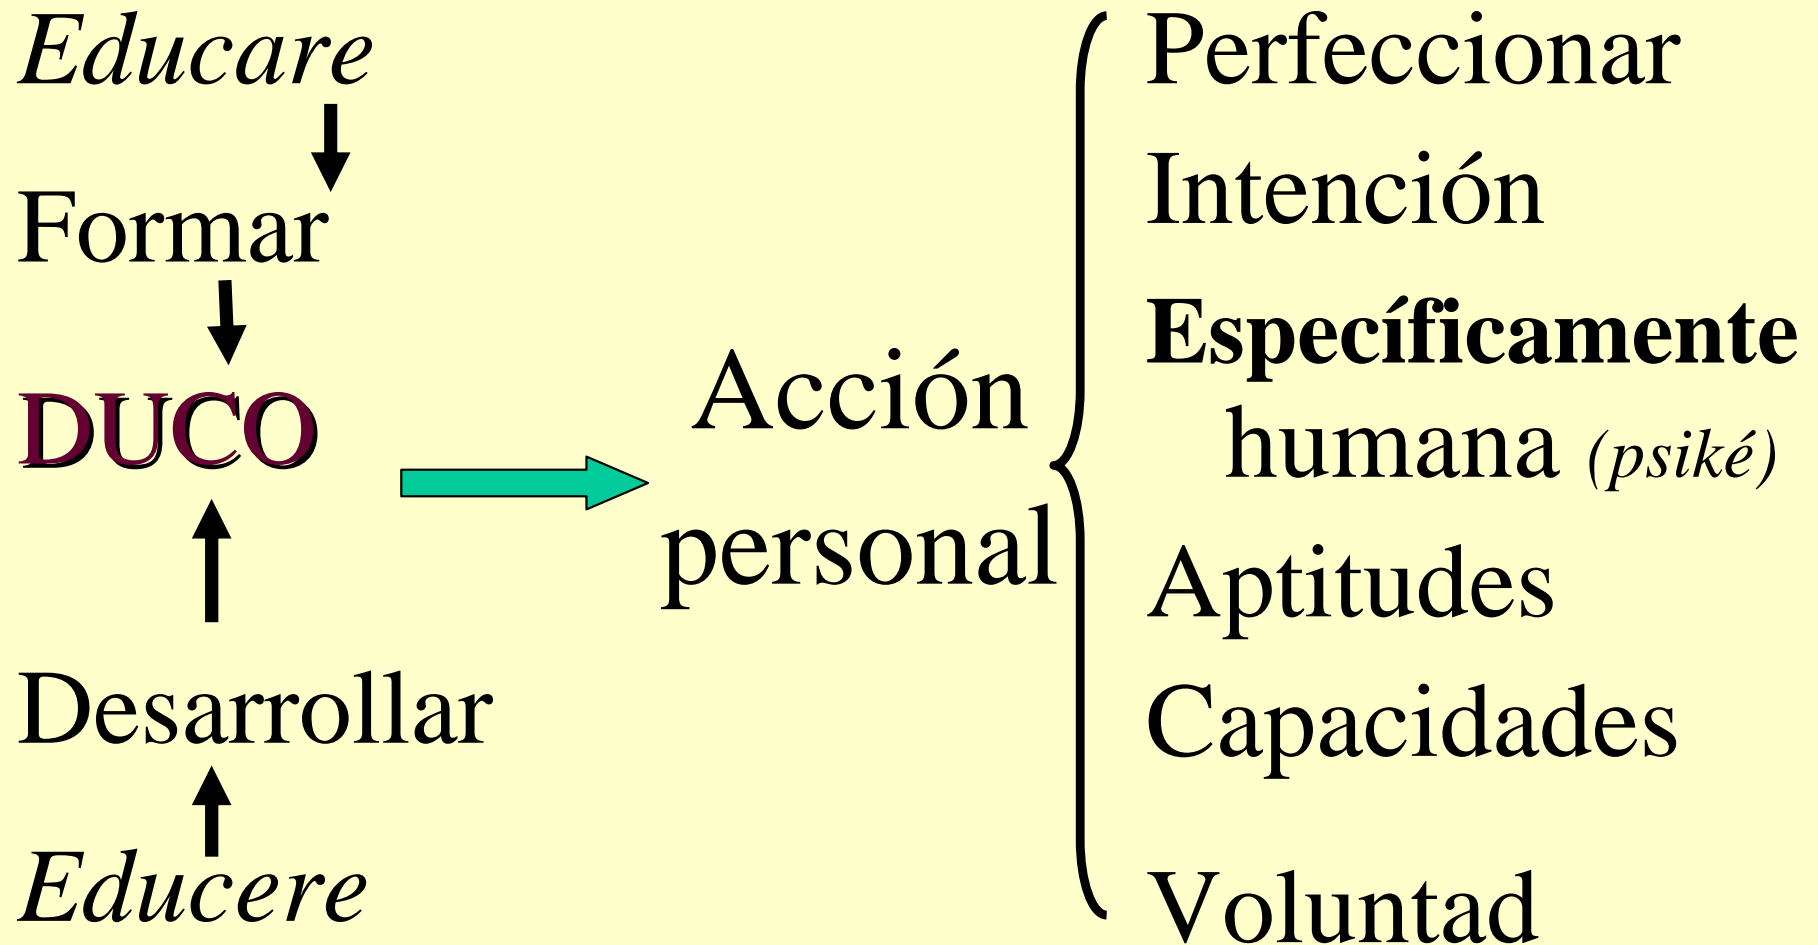 Educare
Formar
DUCO
Desarrollar
Educere
Acción
personal
Perfeccionar
Intención
Específicamente
humana (psiké)
Aptitudes
Capacidades
Voluntad